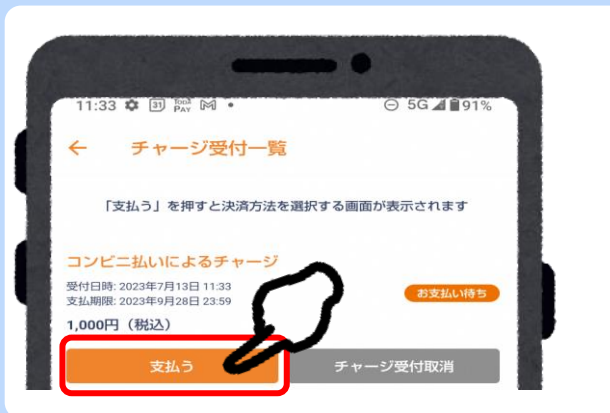 11:33 31 TOGA PAY 5G 91%
← チャージ受付一覧
「支払う」を押すと決済方法を選択する画面が表示されます
コンビニ払いによるチャージ
受付日時: 2023年7月13日 11:33
支払期限: 2023年9月28日 23:59
お支払い待ち
1,000円（税込）
支払う チャージ受付取消